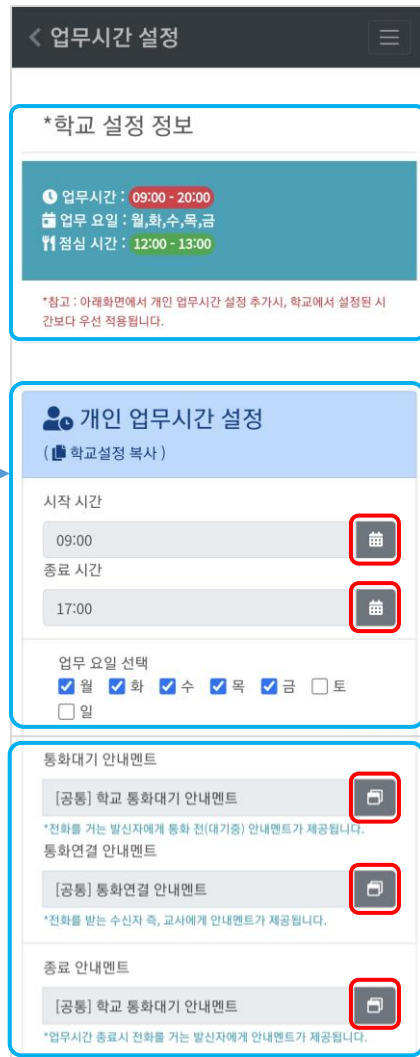 업무시간 설정
*학교 설정 정보
업무시간 : 09:00 - 20:00
업무 요일 : 월,화,수,목,금
점심 시간 : 12:00 - 13:00
*참고 : 아래화면에서 개인 업무시간 설정 추가시, 학교에서 설정된 시
간보다 우선 적용됩니다.
개인 업무시간 설정
( 학교설정 복사 )
시작 시간
09:00
종료 시간
17:00
업무 요일 선택
월 화 수 목 금 토
일
통화대기 안내멘트
[공통] 학교 통화대기 안내멘트
*전화를 거는 발신자에게 통화 전(대기중) 안내멘트가 제공됩니다.
통화연결 안내멘트
[공통] 통화연결 안내멘트
*전화를 받는 수신자 즉, 교사에게 안내멘트가 제공됩니다.
종료 안내멘트
[공통] 학교 통화대기 안내멘트
*업무시간 종료시 전화를 거는 발신자에게 안내멘트가 제공됩니다.